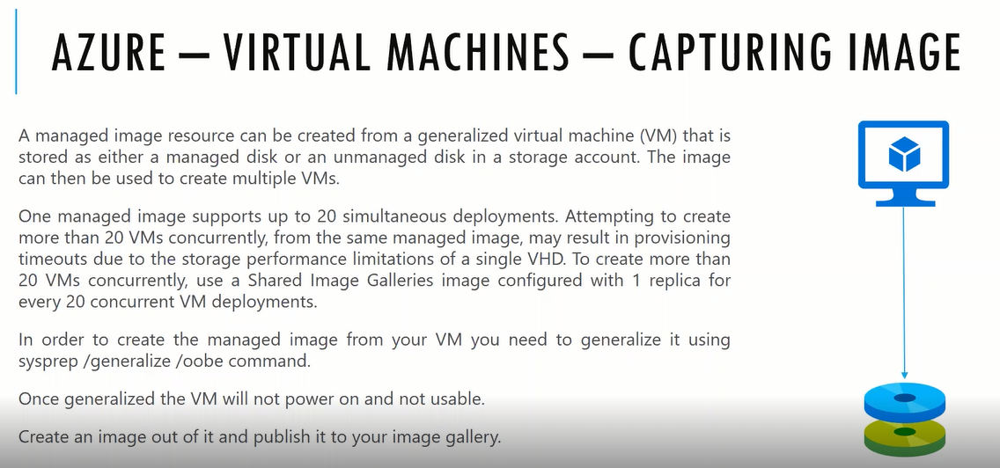 AZURE — VIRTUAL MACHINES — CAPTURING IMAGE
A managed image resource can be created from a generalized virtual machine (VM) that is
stored as either a managed disk or an unmanaged disk in a storage account. The image
can then be used to create multiple VMs.
One managed image supports up to 20 simultaneous deployments. Attempting to create
more than 20 VMs concurrently, from the same managed image, may result in provisioning
timeouts due to the storage performance limitations of a single VHD. To create more than
20 VMs concurrently, use a Shared Image Galleries image configured with 1 replica for
every 20 concurrent VM deployments.
In order to create the managed image from your VM you need to generalize it using
sysprep /generalize /oobe command.
Once generalized the VM will not power on and not usable.
Create an image out of it and publish it to your image gallery.